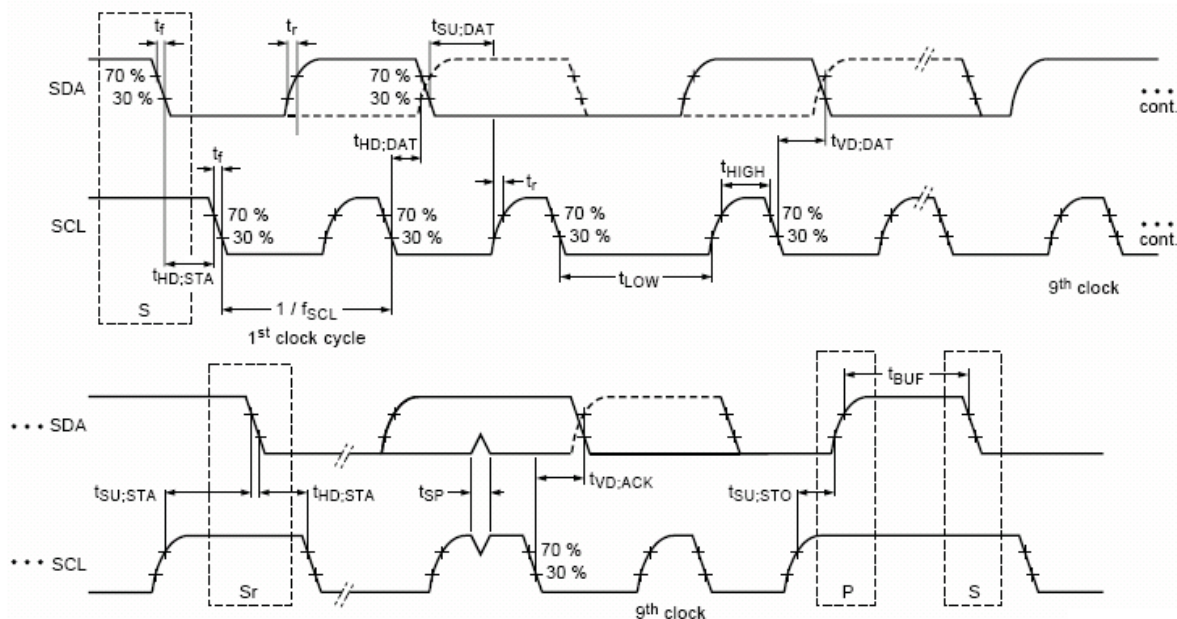 tf tr tSU;DAT
SDA 70 % 30 % 70 % 30 % cont.
tf tHD;DAT tr tHIGH tVD;DAT
SCL 70 % 30 % 70 % 30 % 70 % 30 % 70 % 30 % cont.
tHD;STA tLOW
S 1 / fSCL 9th clock
1st clock cycle
tBUF
••• SDA
tSU;STA tHD;STA tSP tVD;ACK tSU;STO
••• SCL 70 % 30 %
Sr 9th clock P S